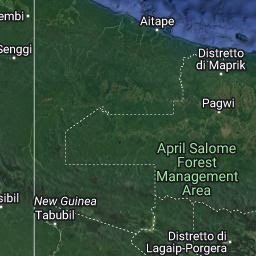 embi
Aitape
Senggi
Distretto
di Maprik
Pagwi
April Salome
Forest
Management
Area
sibil
New Guinea
Tabubil
Distretto di
Lagaip-Porgera